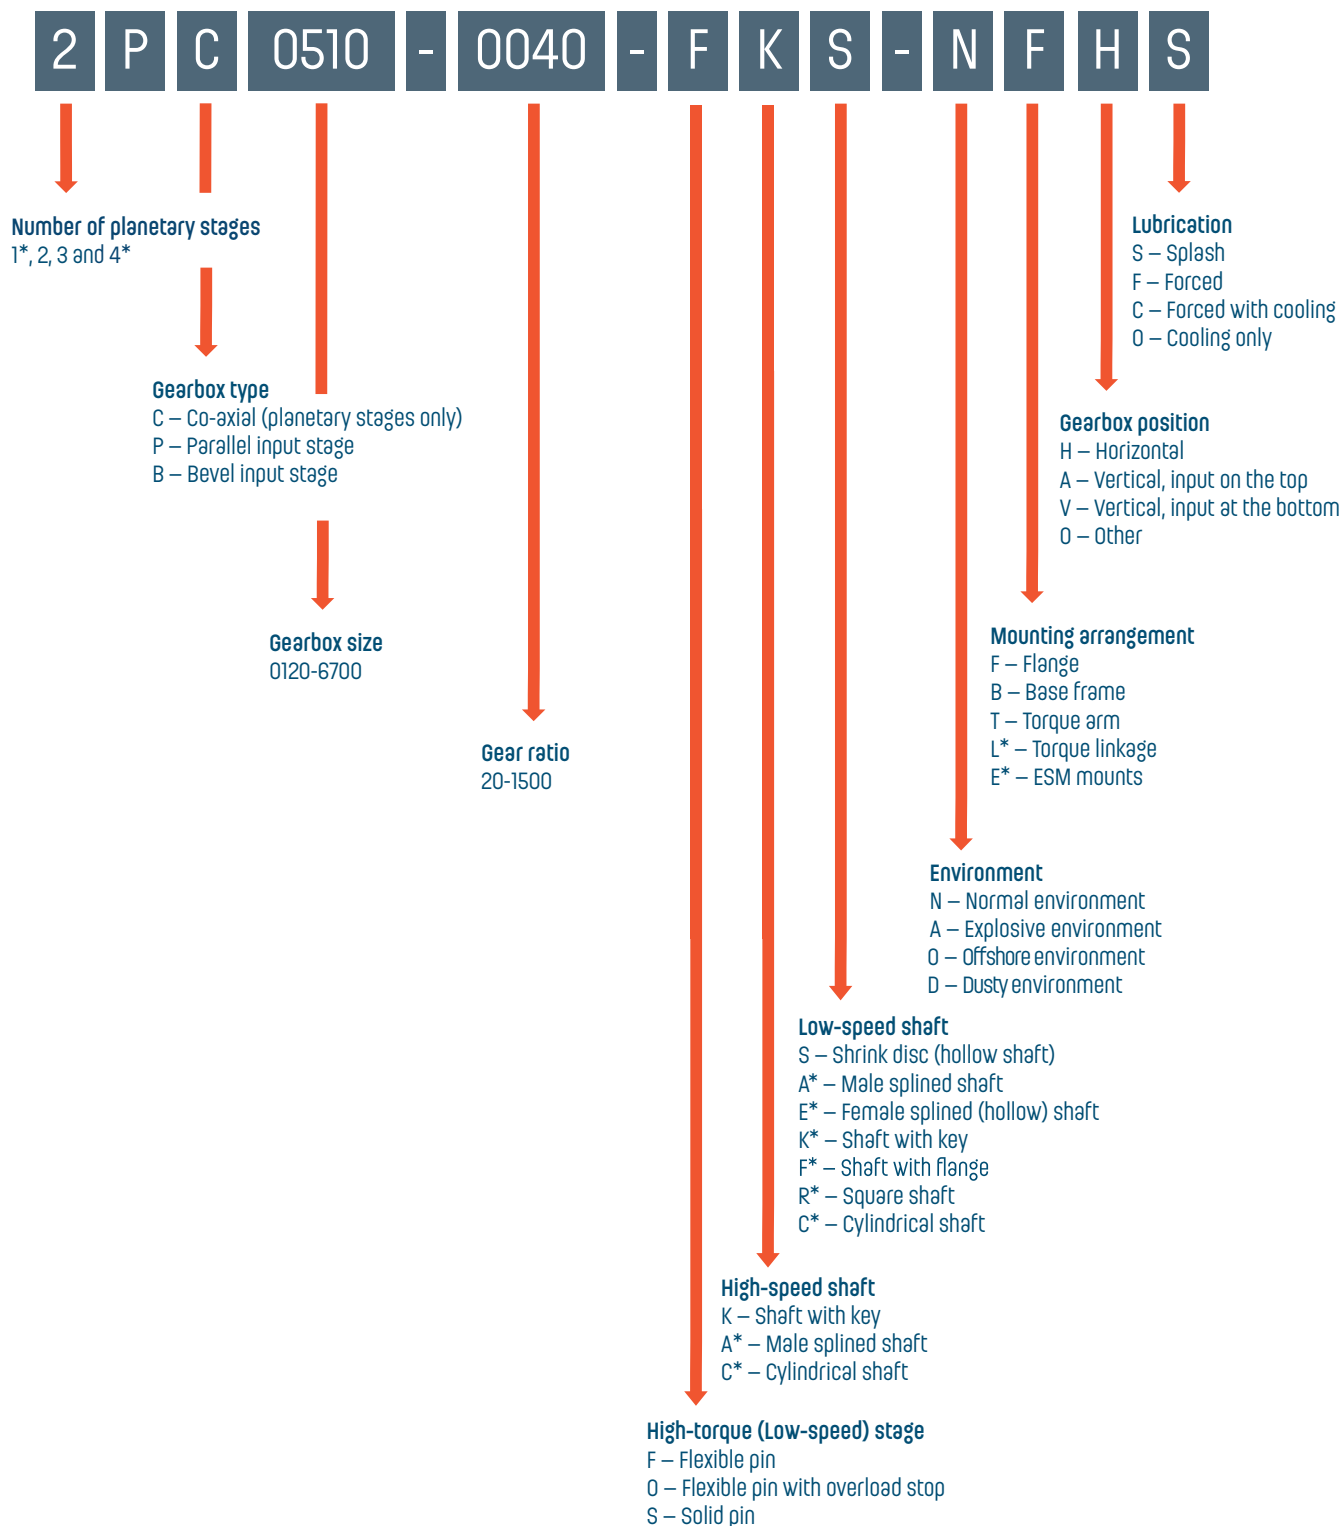 2 P C 0510 - 0040 - F K S - N F H S
Number of planetary stages
1*, 2, 3 and 4*
Lubrication
S – Splash
F – Forced
C – Forced with cooling
O – Cooling only
Gearbox type
C – Co-axial (planetary stages only)
P – Parallel input stage
B – Bevel input stage
Gearbox position
H – Horizontal
A – Vertical, input on the top
V – Vertical, input at the bottom
O – Other
Gearbox size
0120-6700
Mounting arrangement
F – Flange
B – Base frame
T – Torque arm
L* – Torque linkage
E* – ESM mounts
Gear ratio
20-1500
Environment
N – Normal environment
A – Explosive environment
O – Offshore environment
D – Dusty environment
Low-speed shaft
S – Shrink disc (hollow shaft)
A* – Male splined shaft
E* – Female splined (hollow) shaft
K* – Shaft with key
F* – Shaft with flange
R* – Square shaft
C* – Cylindrical shaft
High-speed shaft
K – Shaft with key
A* – Male splined shaft
C* – Cylindrical shaft
High-torque (Low-speed) stage
F – Flexible pin
O – Flexible pin with overload stop
S – Solid pin